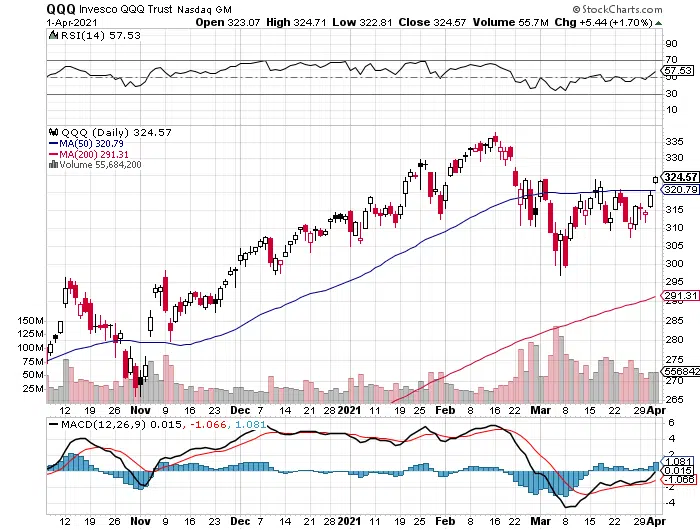 QQQ Invesco QQQ Trust Nasdaq GM © StockCharts.com
1-Apr-2021 Open 323.07 High 324.71 Low 322.81 Close 324.57 Volume 55.7M Chg +5.44 (+1.70%)
RSI(14) 57.53
90
70
57.53
50
30
10
QQQ (Daily) 324.57
MA(50) 320.79
MA(200) 291.31
Volume 55,684,200
335
330
324.57
320.79
315
310
305
300
295
291.31
285
280
275
270
265
150M
125M
100M
75M
50M
25M
556842
12 19 26 Nov 9 16 23 Dec 7 14 21 28 2021 11 19 25 Feb 8 16 22 Mar 8 15 22 29 Apr
MACD(12,26,9) 0.015, -1.066, 1.081
6
4
2
1.081
0.015
-1.066
-2
-4
12 19 26 Nov 9 16 23 Dec 7 14 21 28 2021 11 19 25 Feb 8 16 22 Mar 8 15 22 29 Apr